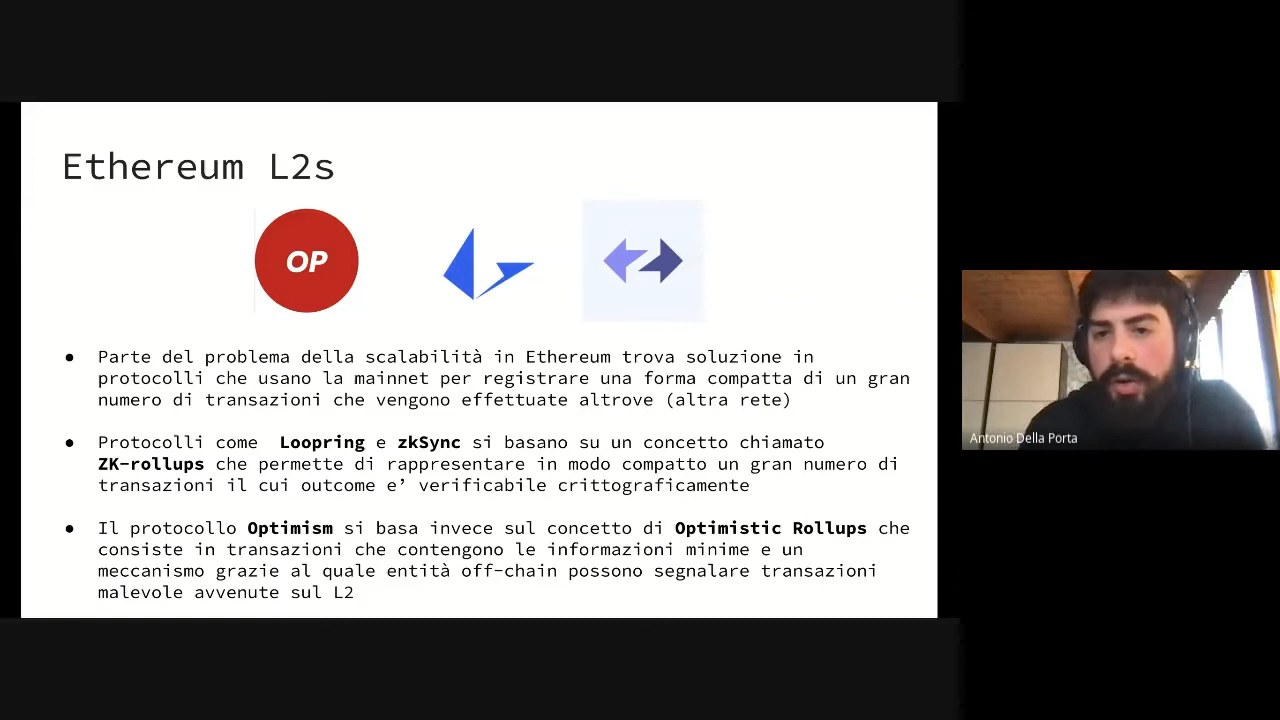 Ethereum L2s
OP
● Parte del problema della scalabilità in Ethereum trova soluzione in
protocolli che usano la mainnet per registrare una forma compatta di un gran
numero di transazioni che vengono effettuate altrove (altra rete)
● Protocolli come  Loopring e zkSync si basano su un concetto chiamato
ZK-rollups che permette di rappresentare in modo compatto un gran numero di
transazioni il cui outcome e’ verificabile crittograficamente
● Il protocollo Optimism si basa invece sul concetto di Optimistic Rollups che
consiste in transazioni che contengono le informazioni minime e un
meccanismo grazie al quale entità off-chain possono segnalare transazioni
malevole avvenute sul L2
Antonio Della Porta